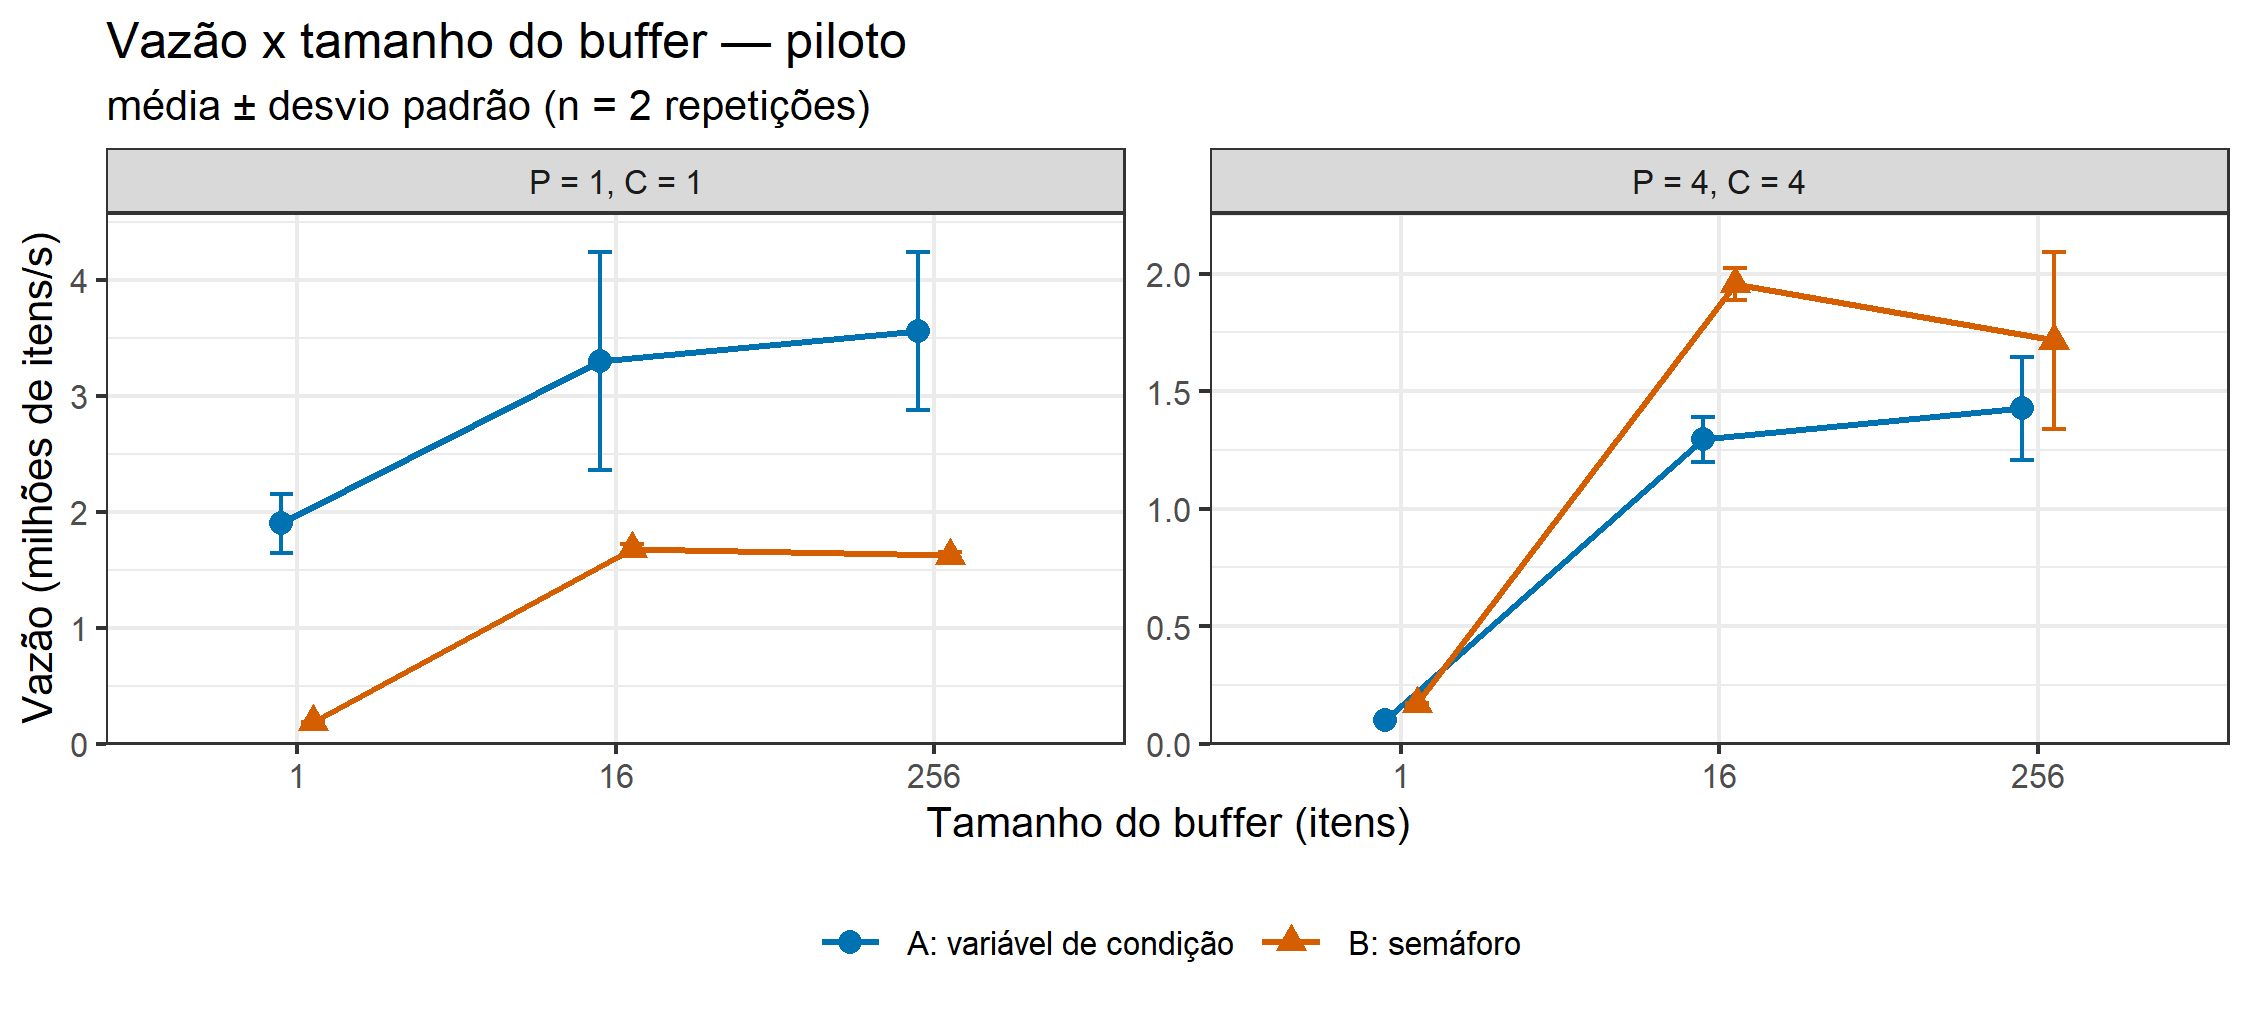 Vazão x tamanho do buffer — piloto
média ± desvio padrão (n = 2 repetições)
P = 1, C = 1
P = 4, C = 4
Vazão (milhões de itens/s)
4
3
2
1
0
2.0
1.5
1.0
0.5
0.0
1 16 256
1 16 256
Tamanho do buffer (itens)
A: variável de condição B: semáforo